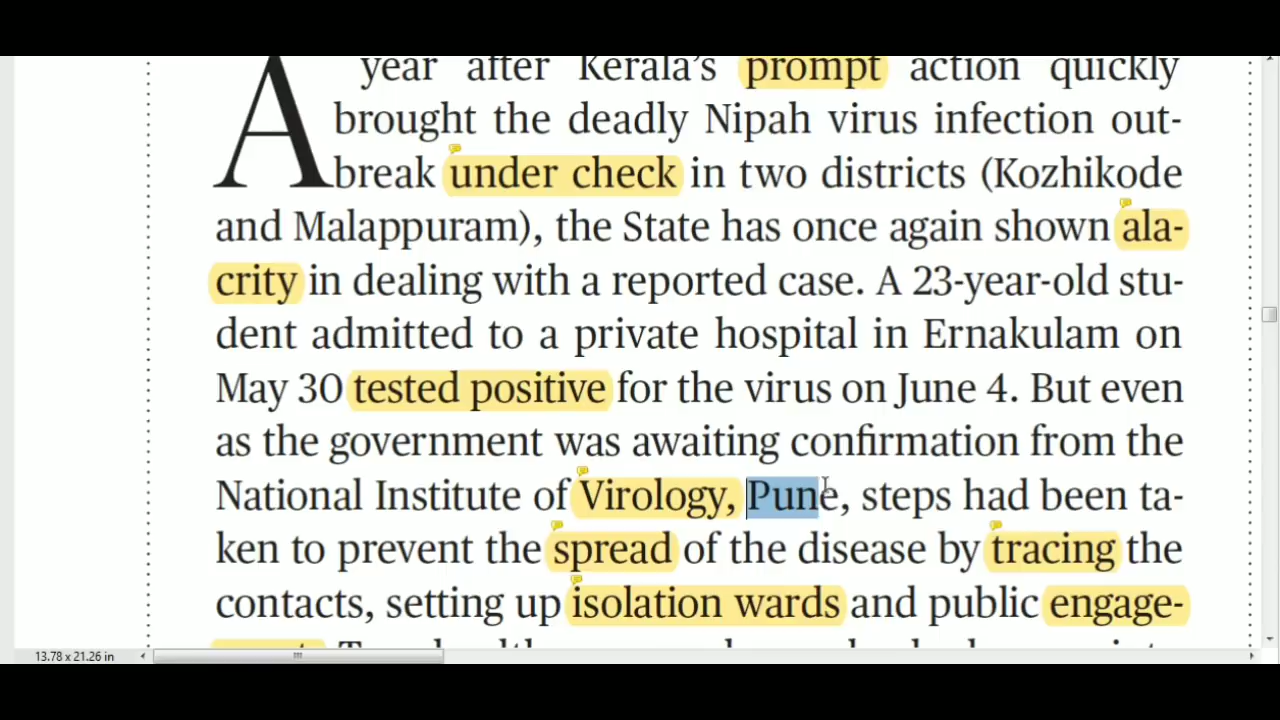 A year after Kerala's prompt action quickly
brought the deadly Nipah virus infection out-
break under check in two districts (Kozhikode
and Malappuram), the State has once again shown ala-
crity in dealing with a reported case. A 23-year-old stu-
dent admitted to a private hospital in Ernakulam on
May 30 tested positive for the virus on June 4. But even
as the government was awaiting confirmation from the
National Institute of Virology, Pune, steps had been ta-
ken to prevent the spread of the disease by tracing the
contacts, setting up isolation wards and public engage-
13.78 x 21.26 in